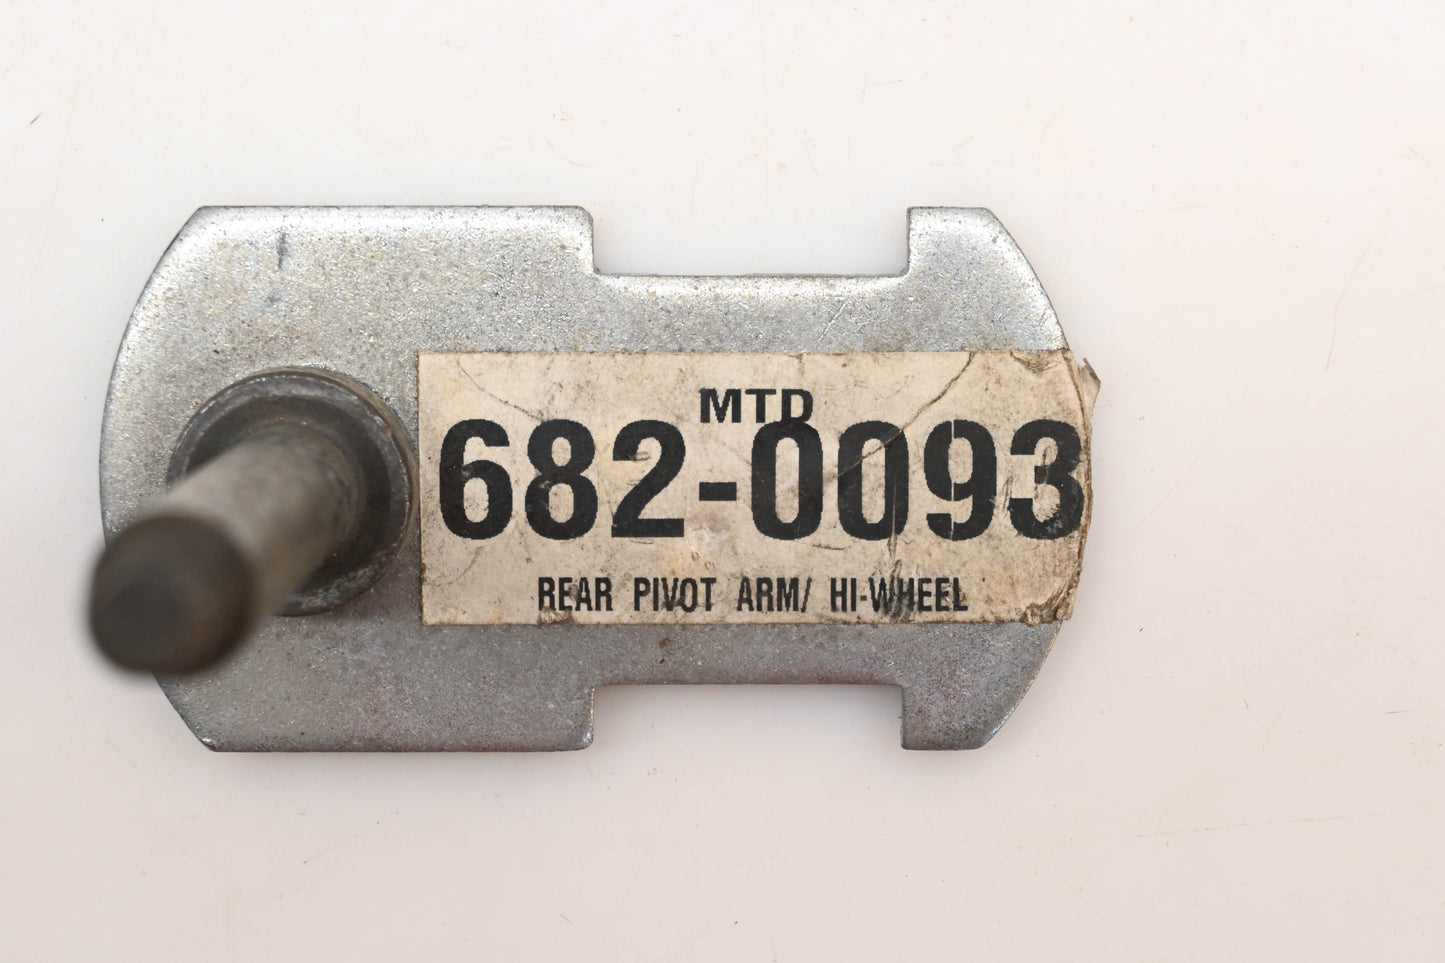 MTD
682-0093
REAR PIVOT ARM/ HI-WHEEL